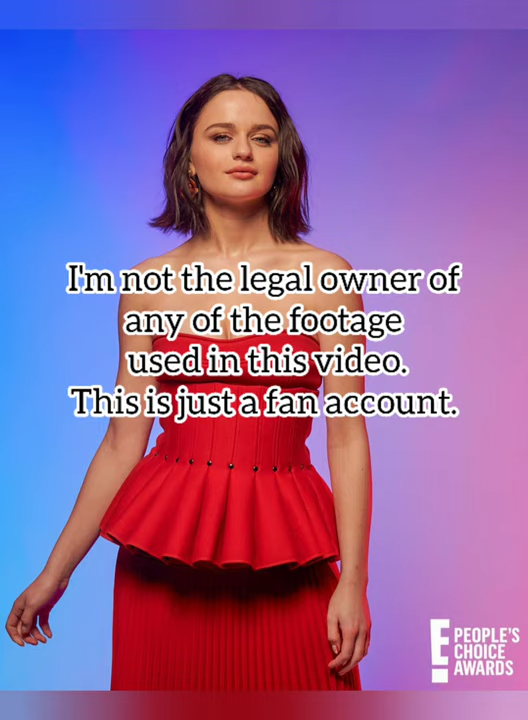 I'm not the legal owner of
any of the footage
used in this video.
This is just a fan account.
E!
PEOPLE'S
CHOICE
AWARDS